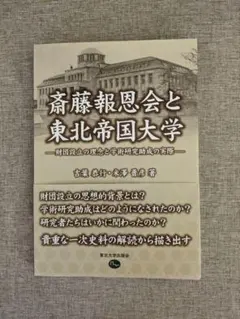 斎藤報恩会と
東北帝国大学
―財団設立の理念と学術研究助成の実際―
吉葉 恭行・米澤 晋彦 著
財団設立の思想的背景とは?
学術研究助成はどのようになされたのか?
研究者たちはいかに関わったのか?
貴重な一次史料の解読から描き出す
東北大学出版会